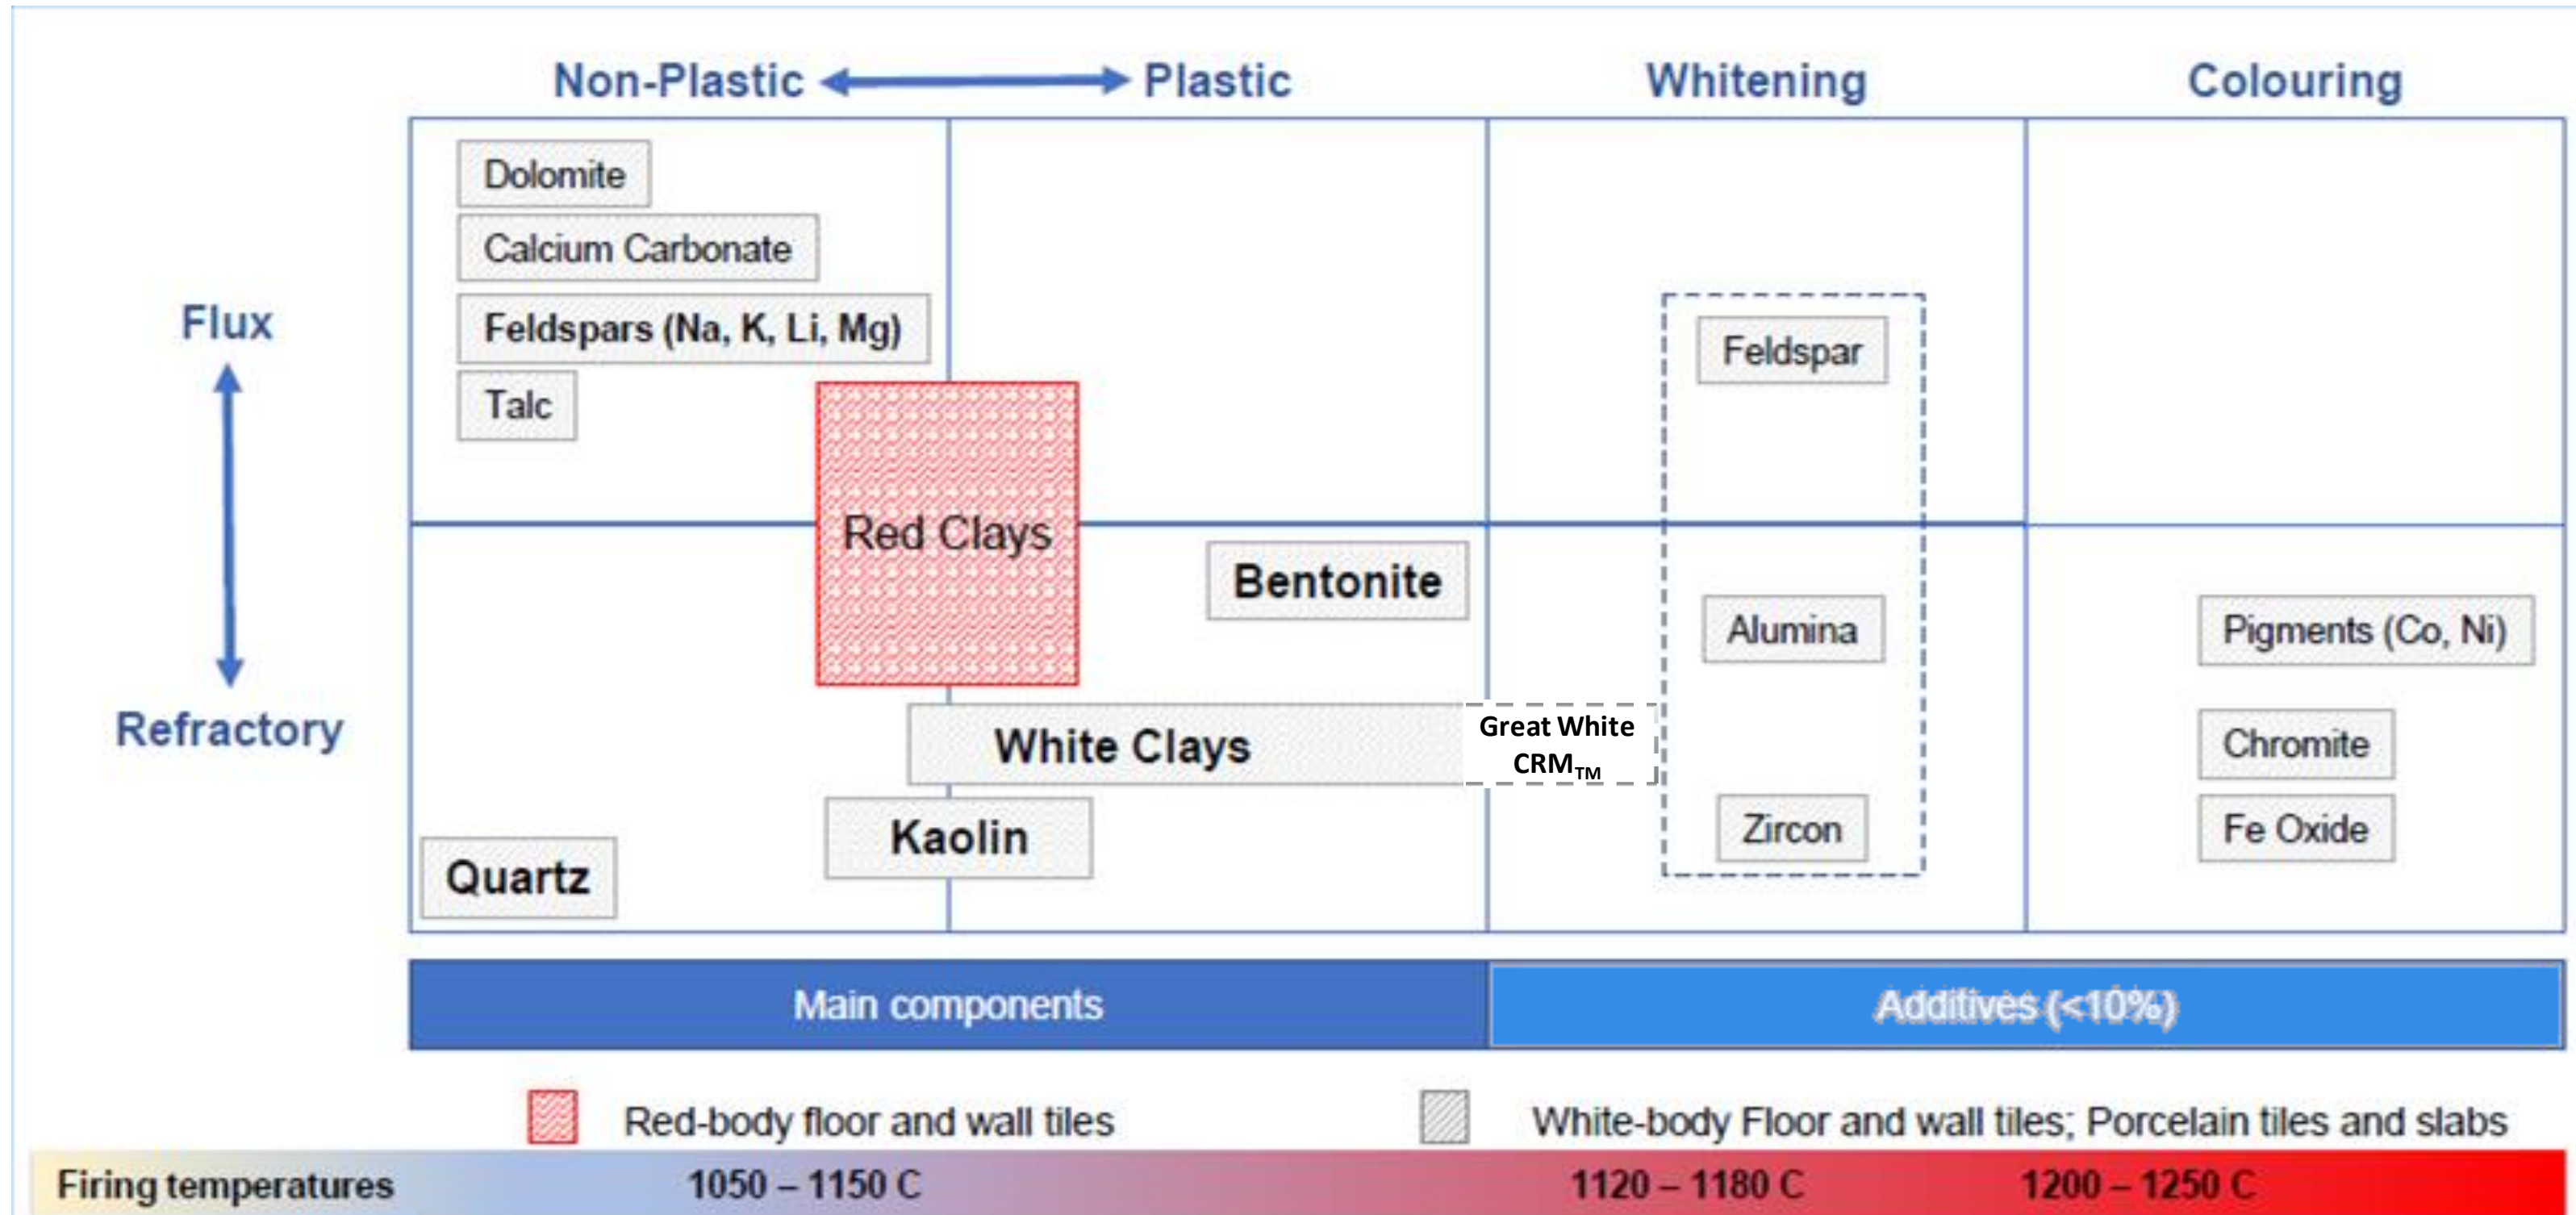 Non-Plastic Plastic Whitening Colouring
Dolomite
Calcium Carbonate
Flux
Feldspars (Na, K, Li, Mg)
Feldspar
Talc
Red Clays
Bentonite
Alumina
Pigments (Co, Ni)
Refractory
White Clays
Great White
CRM™
Chromite
Kaolin
Zircon
Fe Oxide
Quartz
Main components
Additives (<10%)
Red-body floor and wall tiles
White-body Floor and wall tiles; Porcelain tiles and slabs
Firing temperatures 1050 – 1150 C 1120 – 1180 C 1200 – 1250 C